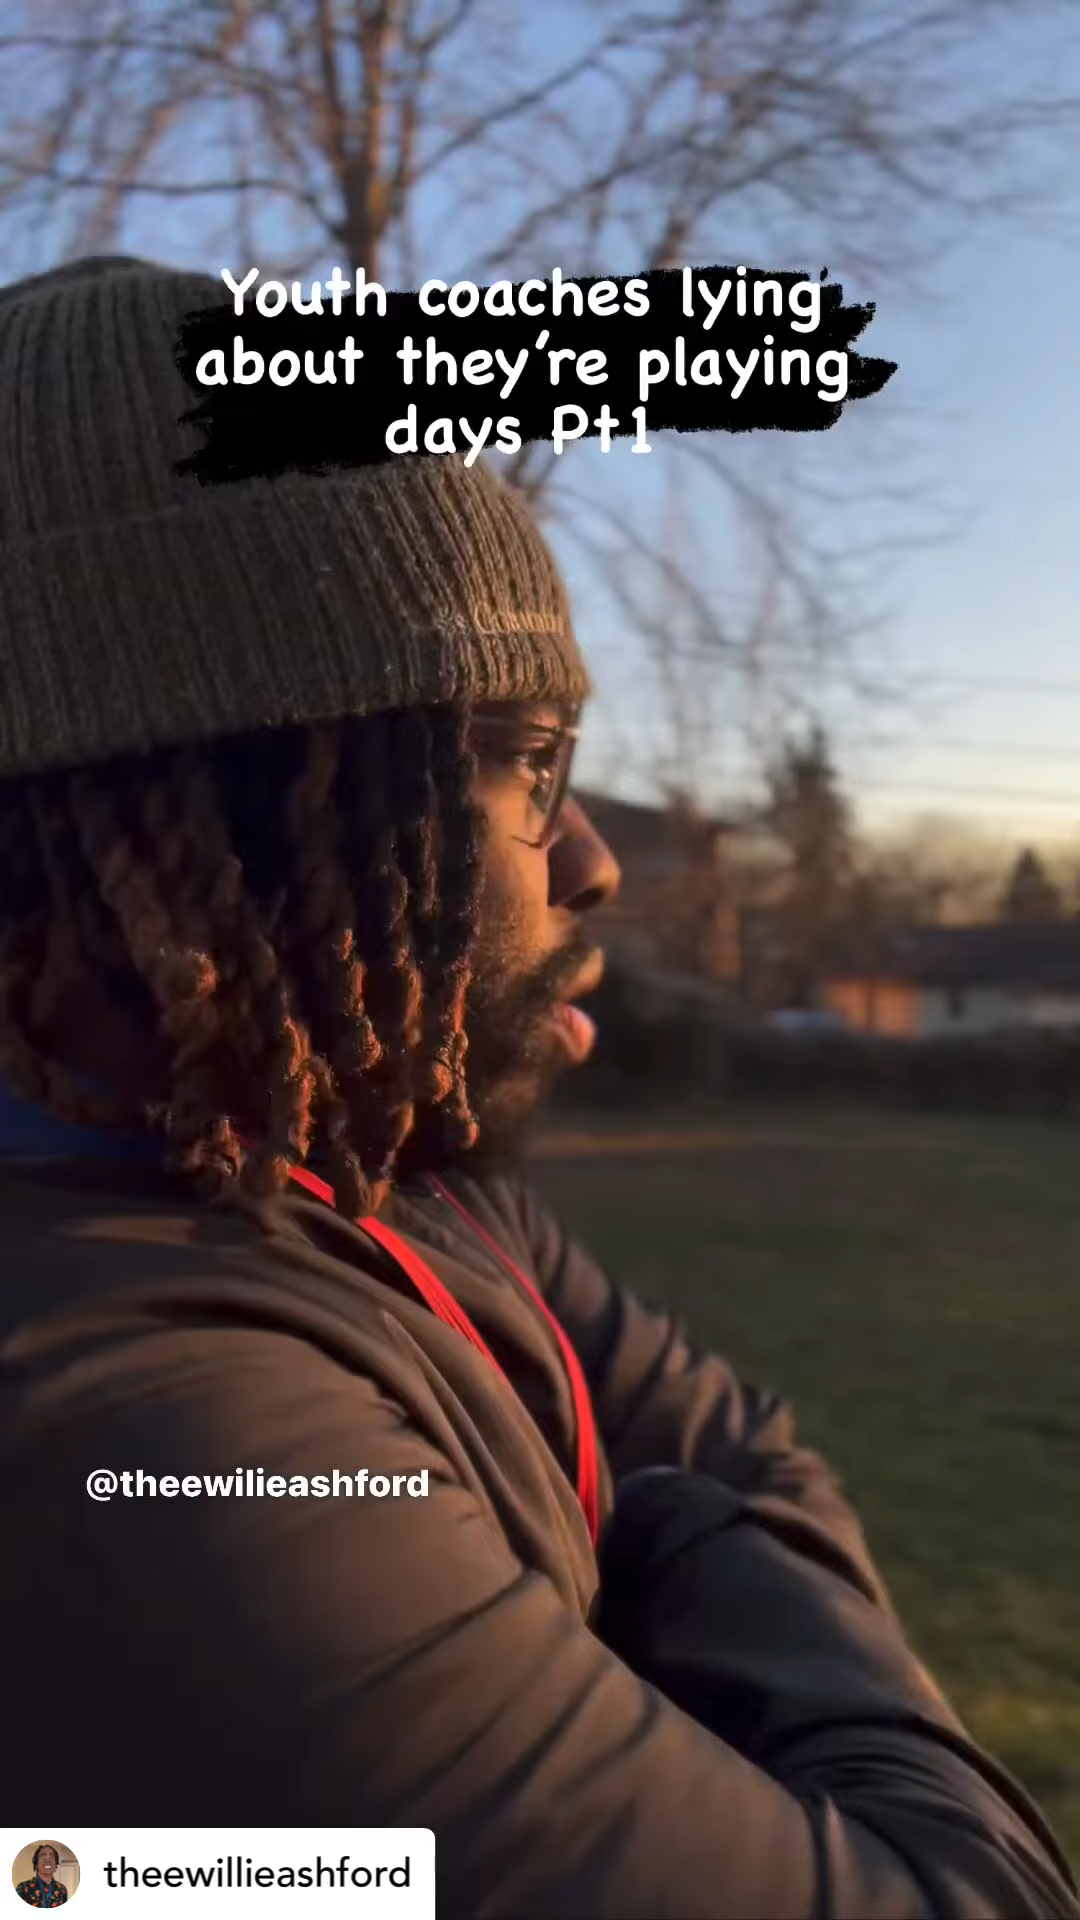 Youth coaches lying
about they're playing
days Pt1
@theewilieashford
theewillieashford